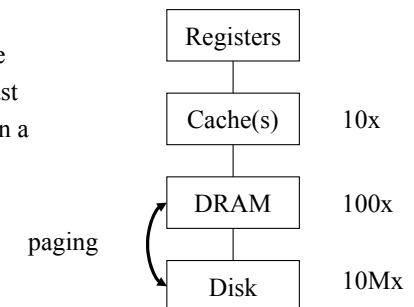 Registers
Cache(s) 10x
DRAM 100x
paging
Disk 10Mx